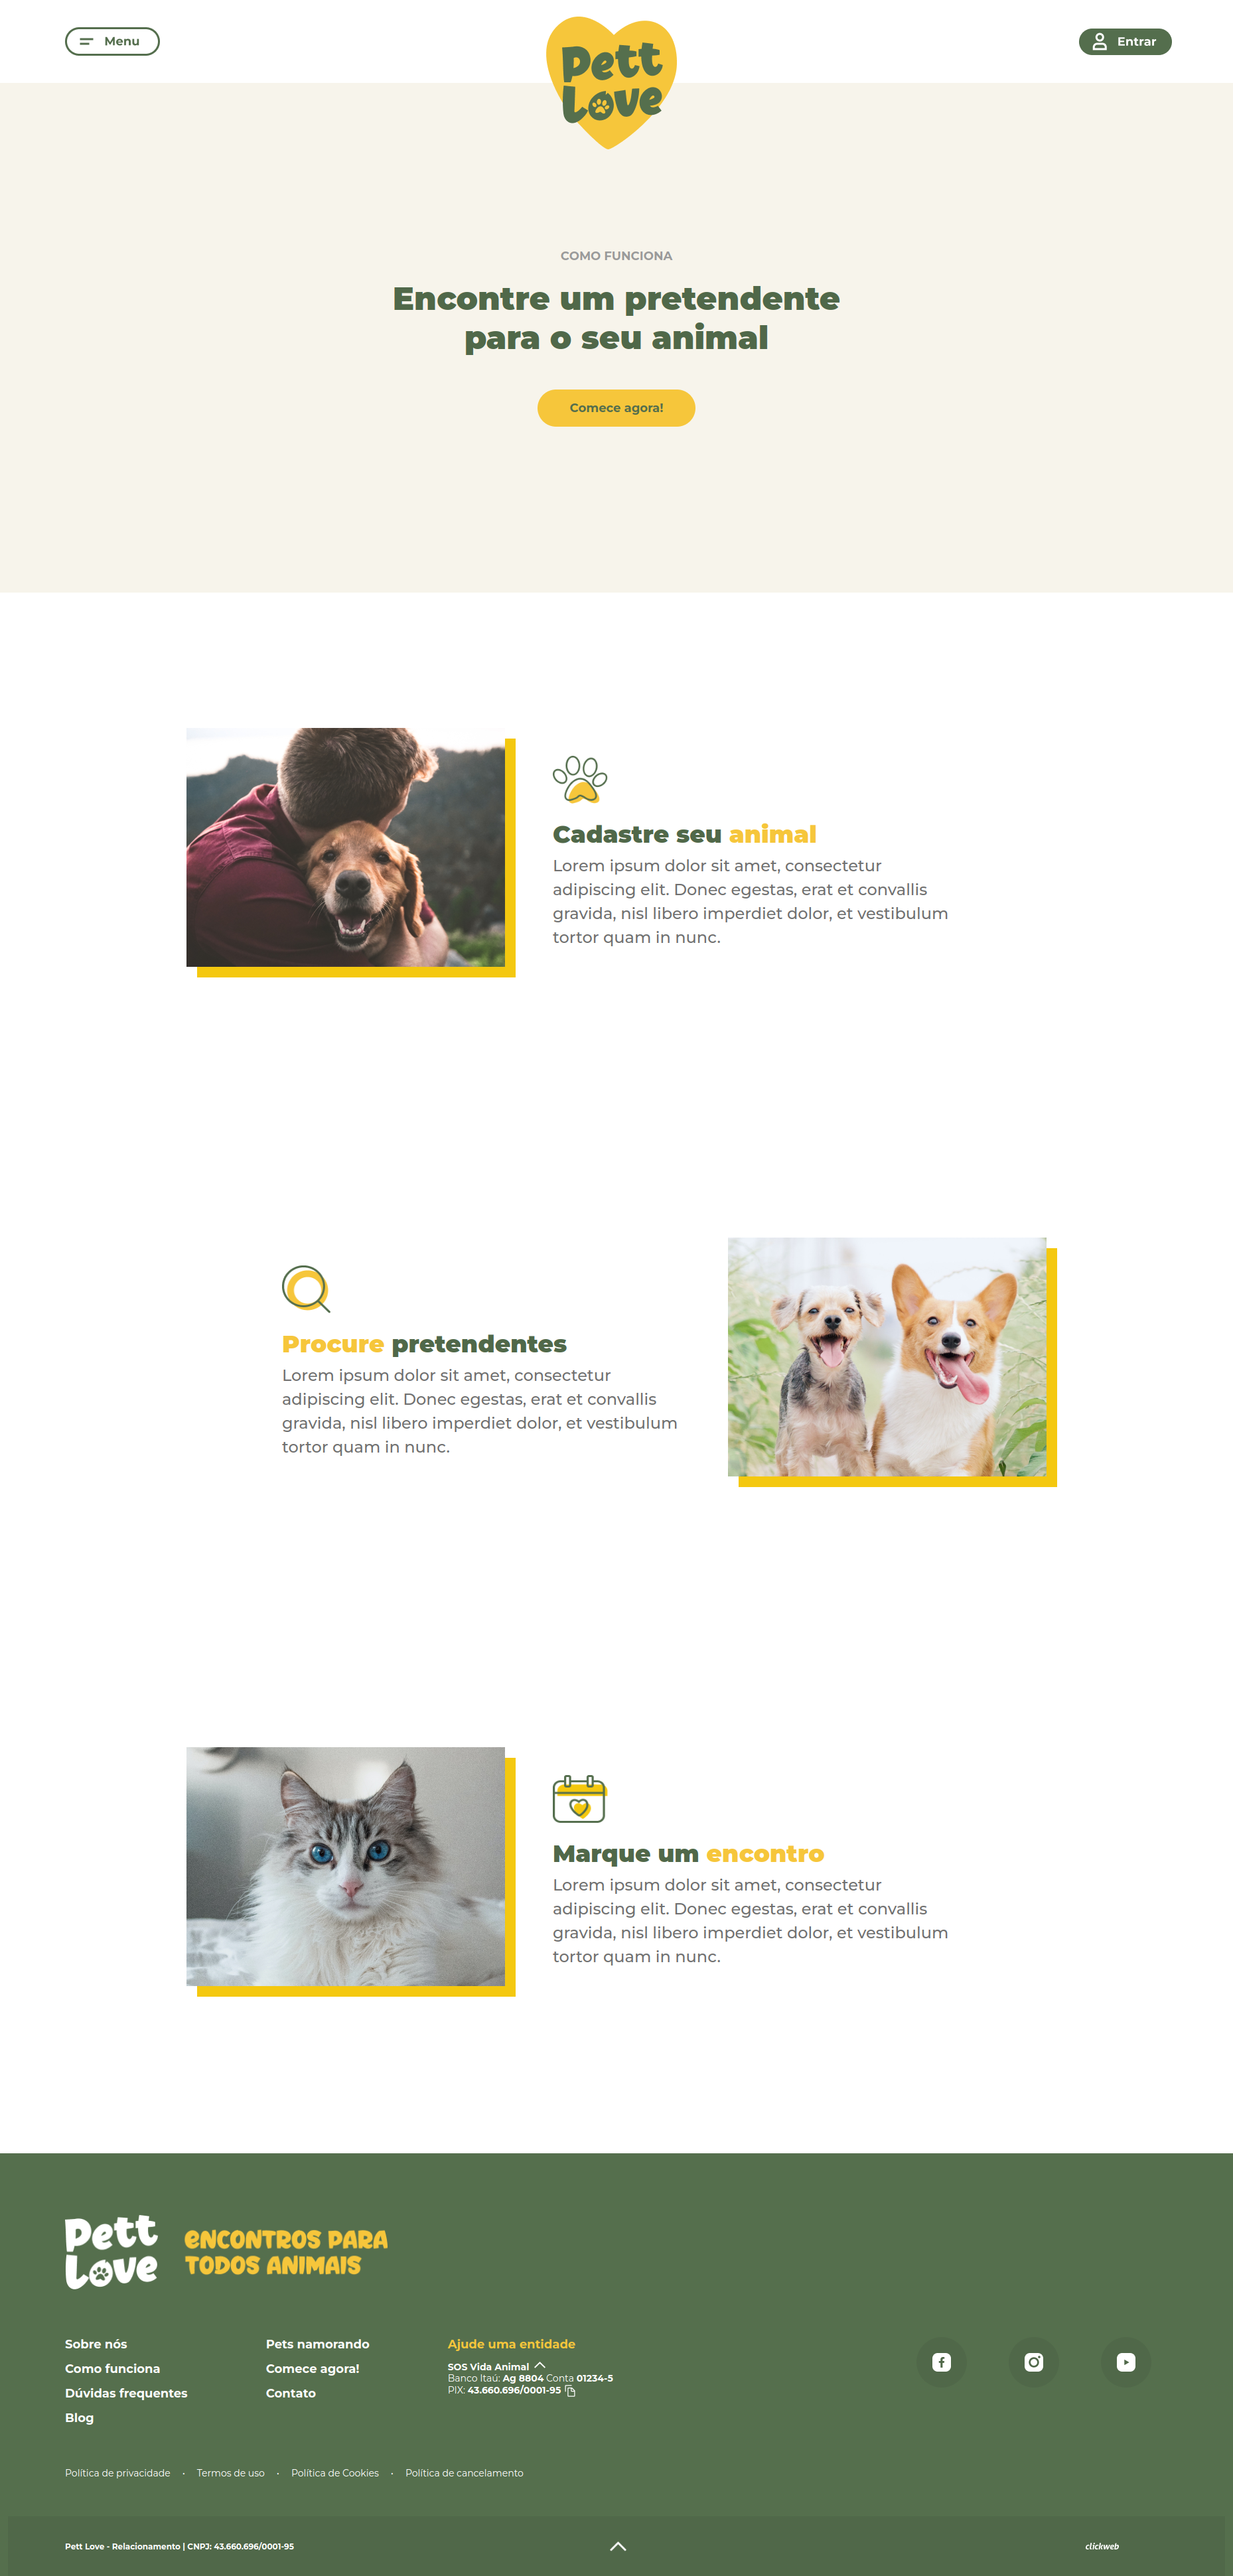 Menu
Pett
Love
Entrar
COMO FUNCIONA
Encontre um pretendente
para o seu animal
Comece agora!
Cadastre seu animal
Lorem ipsum dolor sit amet, consectetur
adipiscing elit. Donec egestas, erat et convallis
gravida, nisl libero imperdiet dolor, et vestibulum
tortor quam in nunc.
Procure pretendentes
Lorem ipsum dolor sit amet, consectetur
adipiscing elit. Donec egestas, erat et convallis
gravida, nisl libero imperdiet dolor, et vestibulum
tortor quam in nunc.
Marque um encontro
Lorem ipsum dolor sit amet, consectetur
adipiscing elit. Donec egestas, erat et convallis
gravida, nisl libero imperdiet dolor, et vestibulum
tortor quam in nunc.
Pett
Love
ENCONTROS PARA
TODOS ANIMAIS
Sobre nós
Como funciona
Dúvidas frequentes
Blog
Pets namorando
Comece agora!
Contato
Ajude uma entidade
SOS Vida Animal
Banco Itaú: Ag 8804 Conta 01234-5
PIX: 43.660.696/0001-95
Política de privacidade • Termos de uso • Política de Cookies • Política de cancelamento
Pett Love - Relacionamento | CNPJ: 43.660.696/0001-95
clickweb